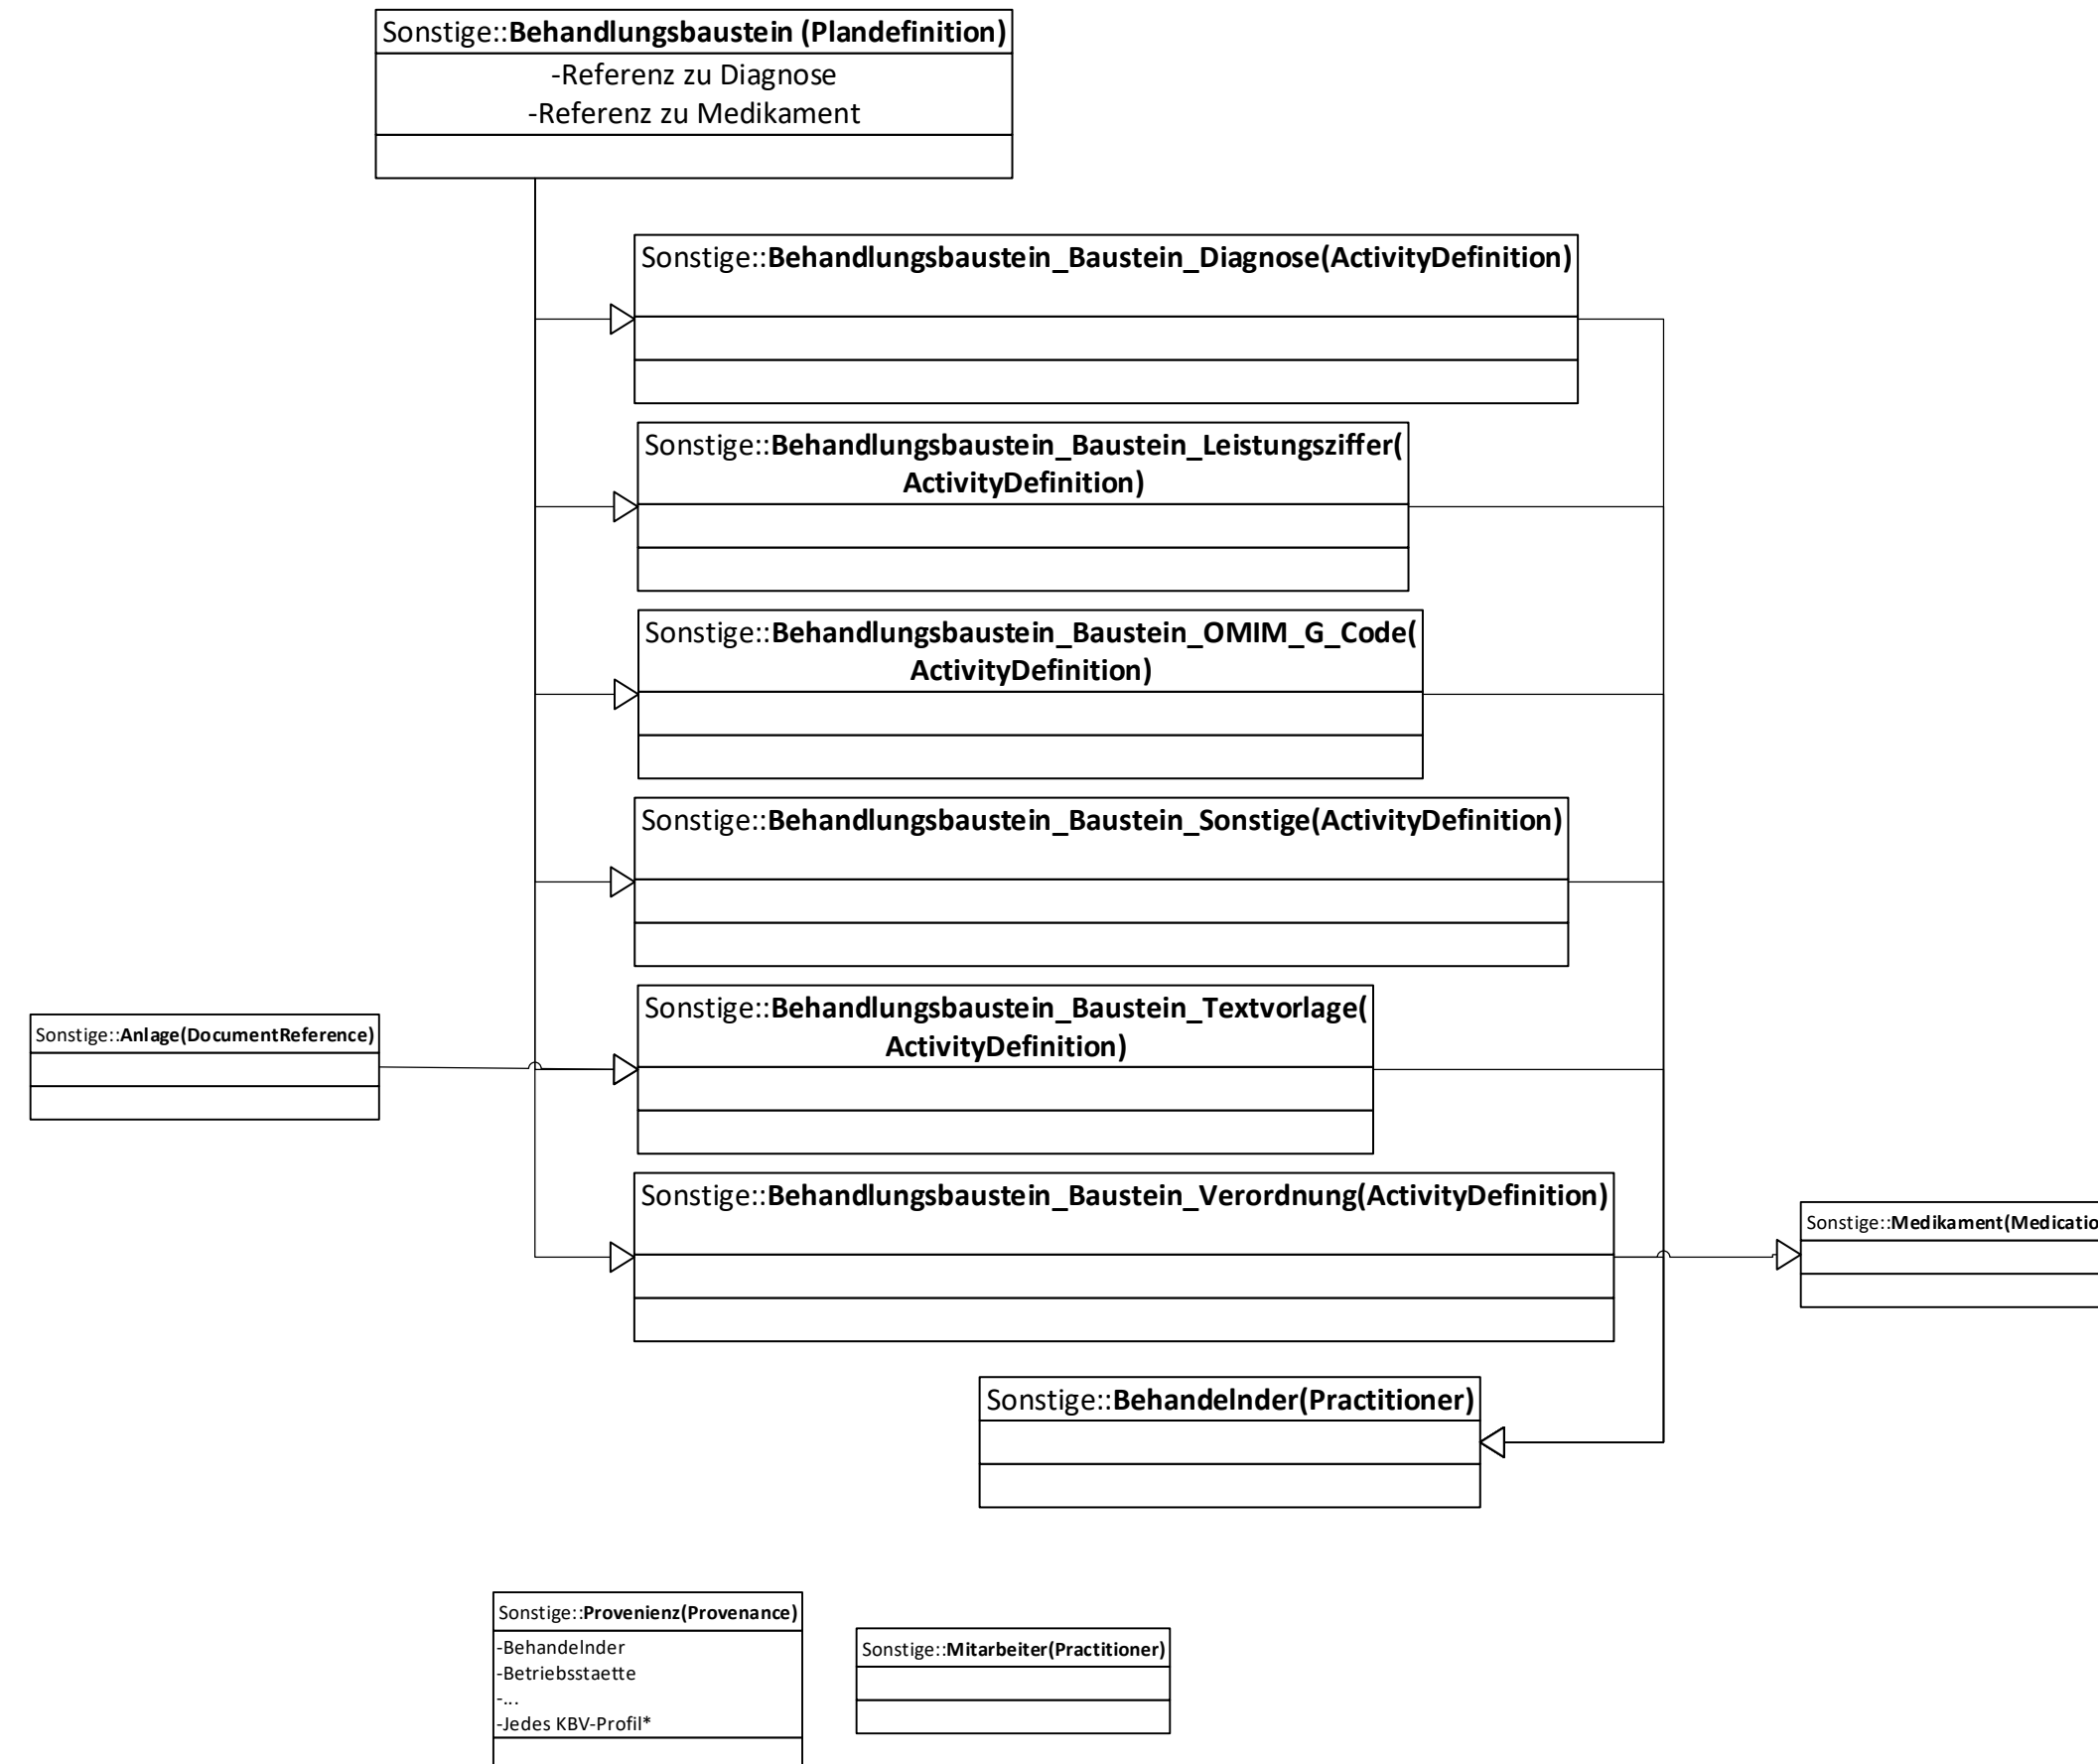 Sonstige::Behandlungsbaustein (Plandefinition)
-Referenz zu Diagnose
-Referenz zu Medikament
Sonstige::Behandlungsbaustein_Baustein_Diagnose(ActivityDefinition)
Sonstige::Behandlungsbaustein_Baustein_Leistungsziffer(
ActivityDefinition)
Sonstige::Behandlungsbaustein_Baustein_OMIM_G_Code(
ActivityDefinition)
Sonstige::Behandlungsbaustein_Baustein_Sonstige(ActivityDefinition)
Sonstige::Anlage(DocumentReference)
Sonstige::Behandlungsbaustein_Baustein_Textvorlage(
ActivityDefinition)
Sonstige::Behandlungsbaustein_Baustein_Verordnung(ActivityDefinition)
Sonstige::Medikament(Medicatio
Sonstige::Behandelnder(Practitioner)
Sonstige::Provenienz(Provenance)
-Behandelnder
-Betriebsstaette
-...
-Jedes KBV-Profil*
Sonstige::Mitarbeiter(Practitioner)